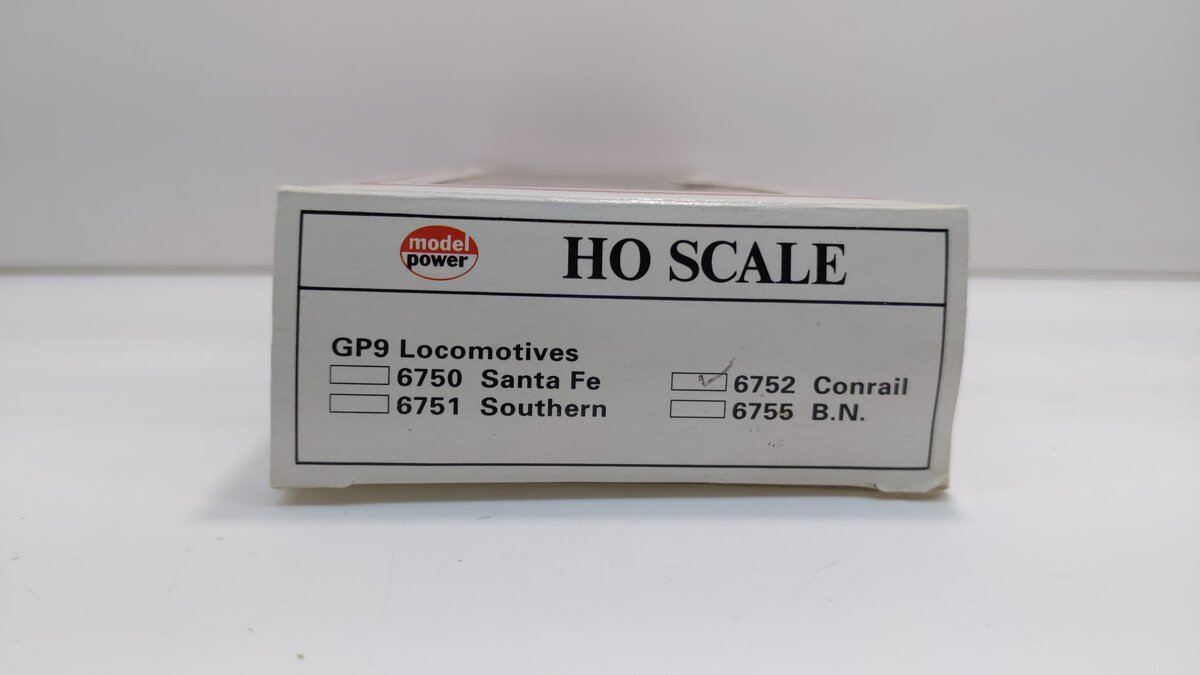 model
power
HO SCALE
GP9 Locomotives
6750 Santa Fe
6751 Southern
6752 Conrail
6755 B.N.